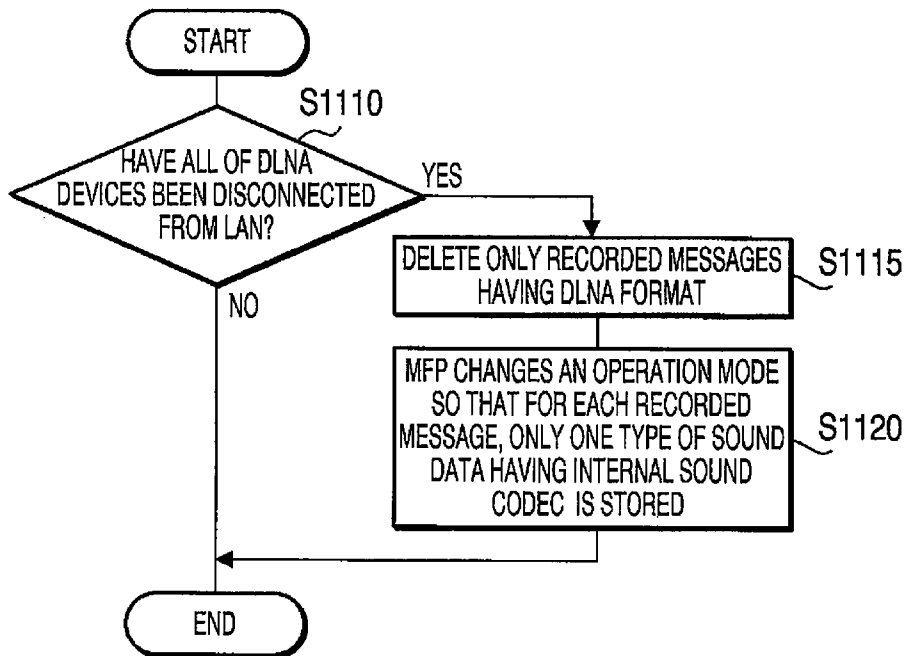 START
S1110
HAVE ALL OF DLNA
DEVICES BEEN DISCONNECTED
FROM LAN?
YES
NO
DELETE ONLY RECORDED MESSAGES
HAVING DLNA FORMAT
S1115
MFP CHANGES AN OPERATION MODE
SO THAT FOR EACH RECORDED
MESSAGE, ONLY ONE TYPE OF SOUND
DATA HAVING INTERNAL SOUND
CODEC IS STORED
S1120
END